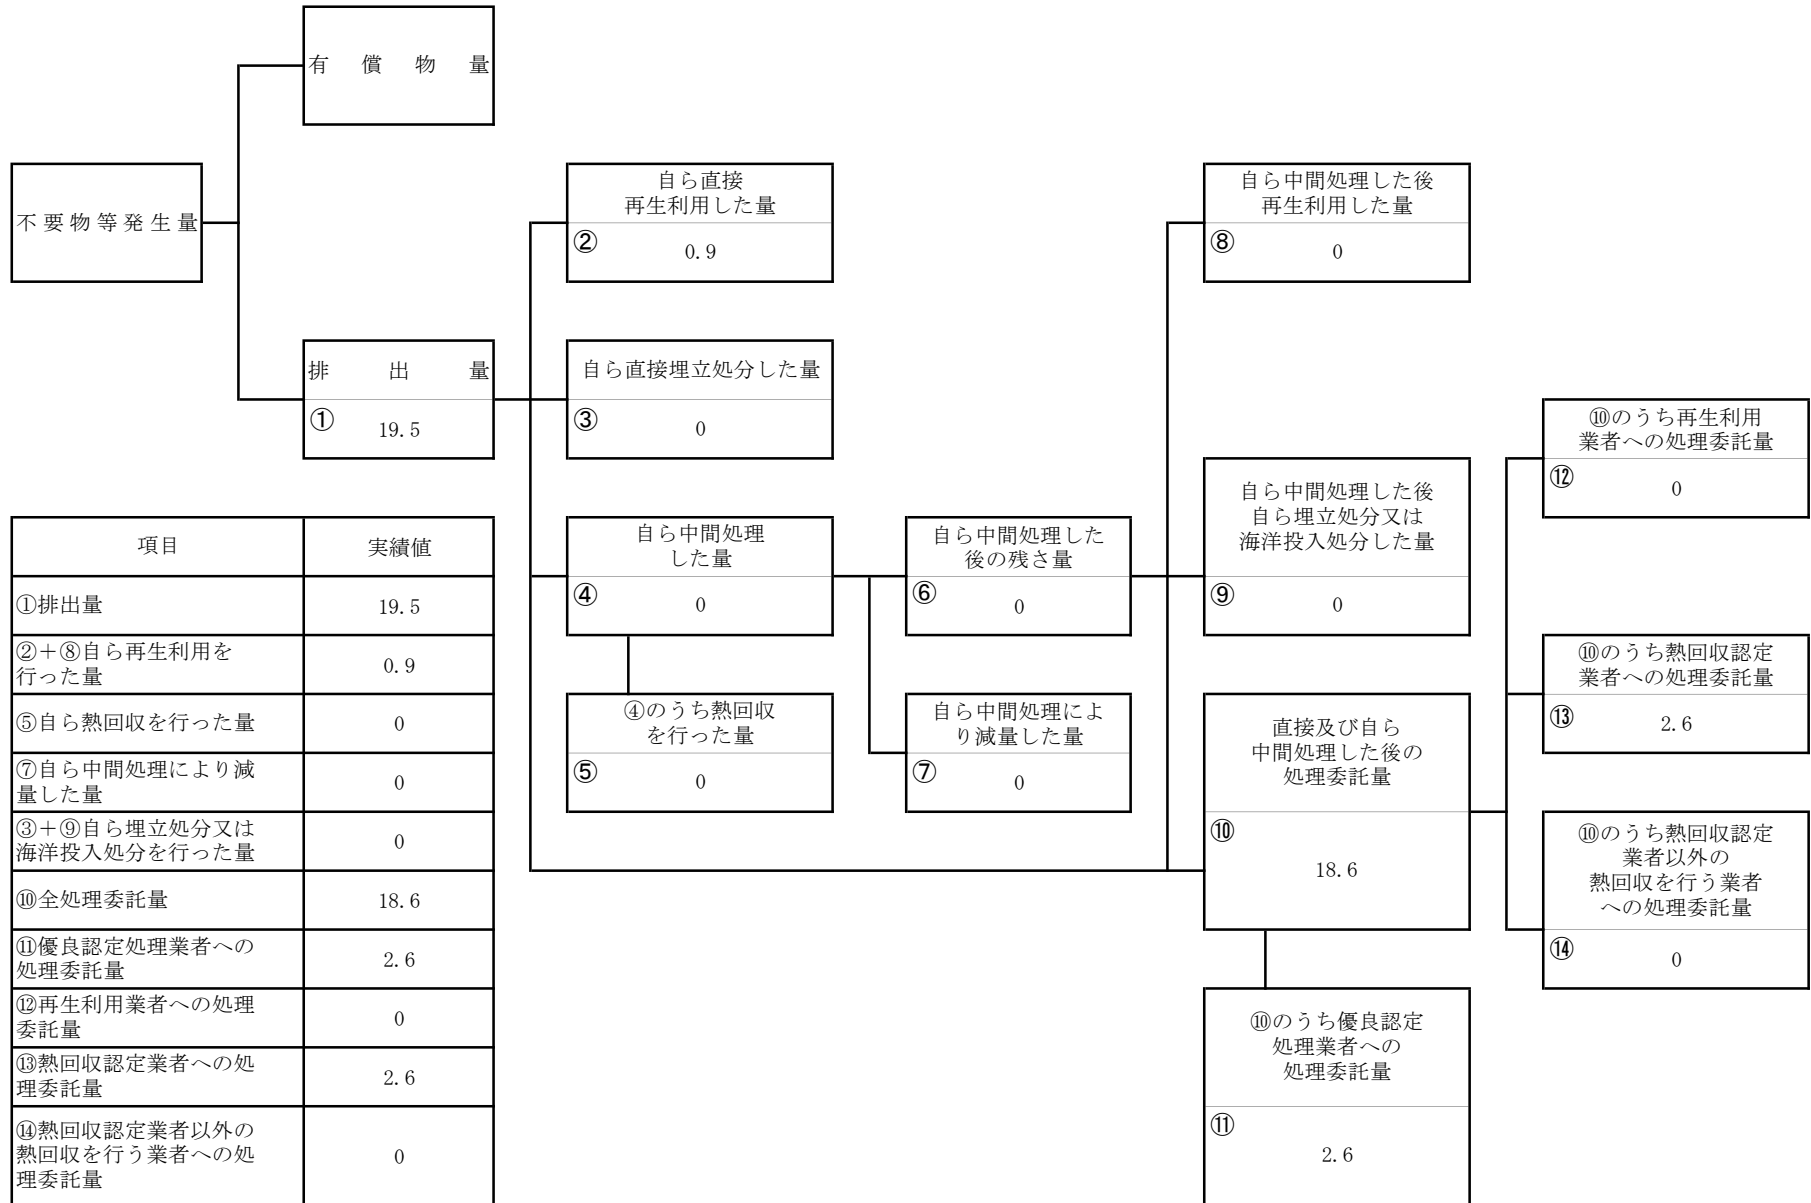 有償物量
不要物等発生量
自ら直接
再生利用した量
②
0.9
自ら中間処理した後
再生利用した量
⑧
0
排出量
①
19.5
自ら直接埋立処分した量
③
0
⑩のうち再生利用
業者への処理委託量
⑫
0
自ら中間処理
した量
④
0
自ら中間処理した
後の残さ量
⑥
0
自ら中間処理した後
自ら埋立処分又は
海洋投入処分した量
⑨
0
④のうち熱回収
を行った量
⑤
0
自ら中間処理によ
り減量した量
⑦
0
直接及び自ら
中間処理した後の
処理委託量
⑩
18.6
⑩のうち熱回収認定
業者への処理委託量
⑬
2.6
⑩のうち熱回収認定
業者以外の
熱回収を行う業者
への処理委託量
⑭
0
⑩のうち優良認定
処理業者への
処理委託量
⑪
2.6
項目 実績値
①排出量 19.5
②+⑧自ら再生利用を
行った量 0.9
⑤自ら熱回収を行った量 0
⑦自ら中間処理により減
量した量 0
③+⑨自ら埋立処分又は
海洋投入処分を行った量 0
⑩全処理委託量 18.6
⑪優良認定処理業者への
処理委託量 2.6
⑫再生利用業者への処理
委託量 0
⑬熱回収認定業者への処
理委託量 2.6
⑭熱回収認定業者以外の
熱回収を行う業者への処
理委託量 0